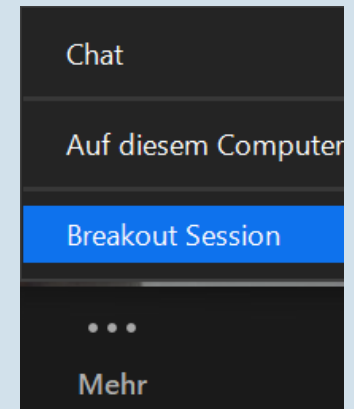 Chat
Auf diesem Computer
Breakout Session
Mehr